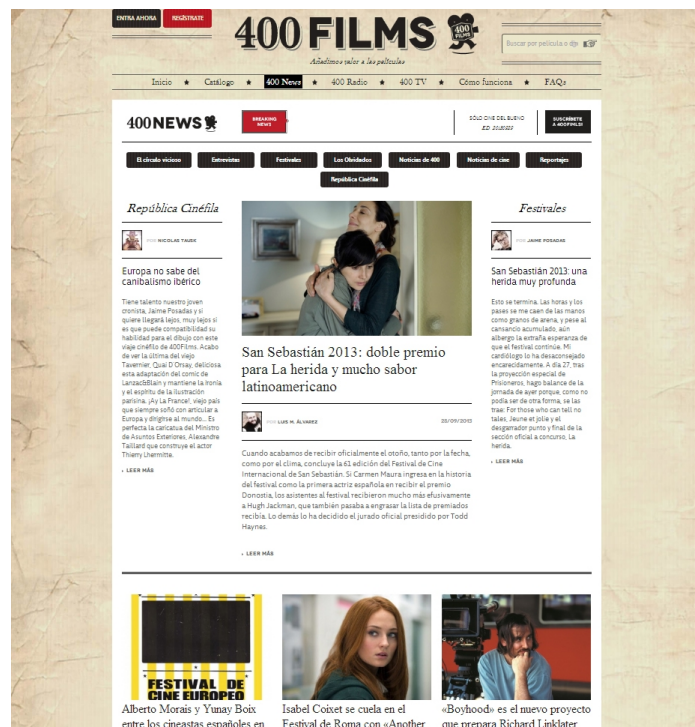 ENTRA AHORA
REGÍSTRATE
400 FILMS
400 FILMS
Añadimos valor a las películas
Buscar por película o
Inicio ★ Catálogo ★ 400 News ★ 400 Radio ★ 400 TV ★ Cómo funciona ★ FAQs
400 NEWS
BREAKING
NEWS
SÓLO CINE DEL BUENO
ED.
SUSCRÍBETE
A 400FILMS!
El círculo vicioso
Entrevistas
Festivales
Los Olvidados
Noticias de 400
Noticias de cine
Reportajes
República Cinéfila
República Cinéfila
POR NICOLAS TAUSK
Europa no sabe del
canibalismo ibérico
Tiene talento nuestro joven
cronista, Jaime Posadas y si
quiere llegará lejos, muy lejos si
es que puede compatibilidad su
habilidad para el dibujo con este
viaje cinéfilo de 400Films. Acabo
de ver la última del viejo
Tavernier, Quai D'Orsay, deliciosa
esta adaptación del comic de
Lanzac&Blain y mantiene la ironía
y el espíritu de la ilustración
parisina. ¡Ay La France!, viejo país
que siempre soñó con articular a
Europa y dirigirse al mundo... Es
perfecta la caricatua del Ministro
de Asuntos Exteriores, Alexandre
Taillard que construye el actor
Thierry Lhermitte.
LEER MÁS
San Sebastián 2013: doble premio
para La herida y mucho sabor
latinoamericano
POR LUIS M. ÁLVAREZ
28/09/2013
Cuando acabamos de recibir oficialmente el otoño, tanto por la fecha,
como por el clima, concluye la 61 edición del Festival de Cine
Internacional de San Sebastián. Si Carmen Maura ingresa en la historia
del festival como la primera actriz española en recibir el premio
Donostia, los asistentes al festival recibieron mucho más efusivamente
a Hugh Jackman, que también pasaba a engrasar la lista de premiados
recibía. Lo demás lo ha decidido el jurado oficial presidido por Todd
Haynes.
LEER MÁS
Festivales
POR JAIME POSADAS
San Sebastián 2013: una
herida muy profunda
Esto se termina. Las horas y los
pases se me caen de las manos
como granos de arena, y pese al
cansancio acumulado, aún
albergo la extraña esperanza de
que el festival continúe. Mi
cardiólogo lo ha desaconsejado
encarecidamente. A día 27, tras
la proyección especial de
Prisioneros, hago balance de la
jornada de ayer porque, como no
podía ser de otra forma, se las
trae: For those who can tell no
tales, Jeune et jolie y el
desgarrador punto y final de la
sección oficial a concurso, La
herida.
LEER MÁS
FESTIVAL DE
CINE EUROPEO
Alberto Morais y Yunay Boix
entre los cineastas españoles en
Isabel Coixet se cuela en el
Festival de Roma con «Another
«Boyhood» es el nuevo proyecto
que prepara Richard Linklater